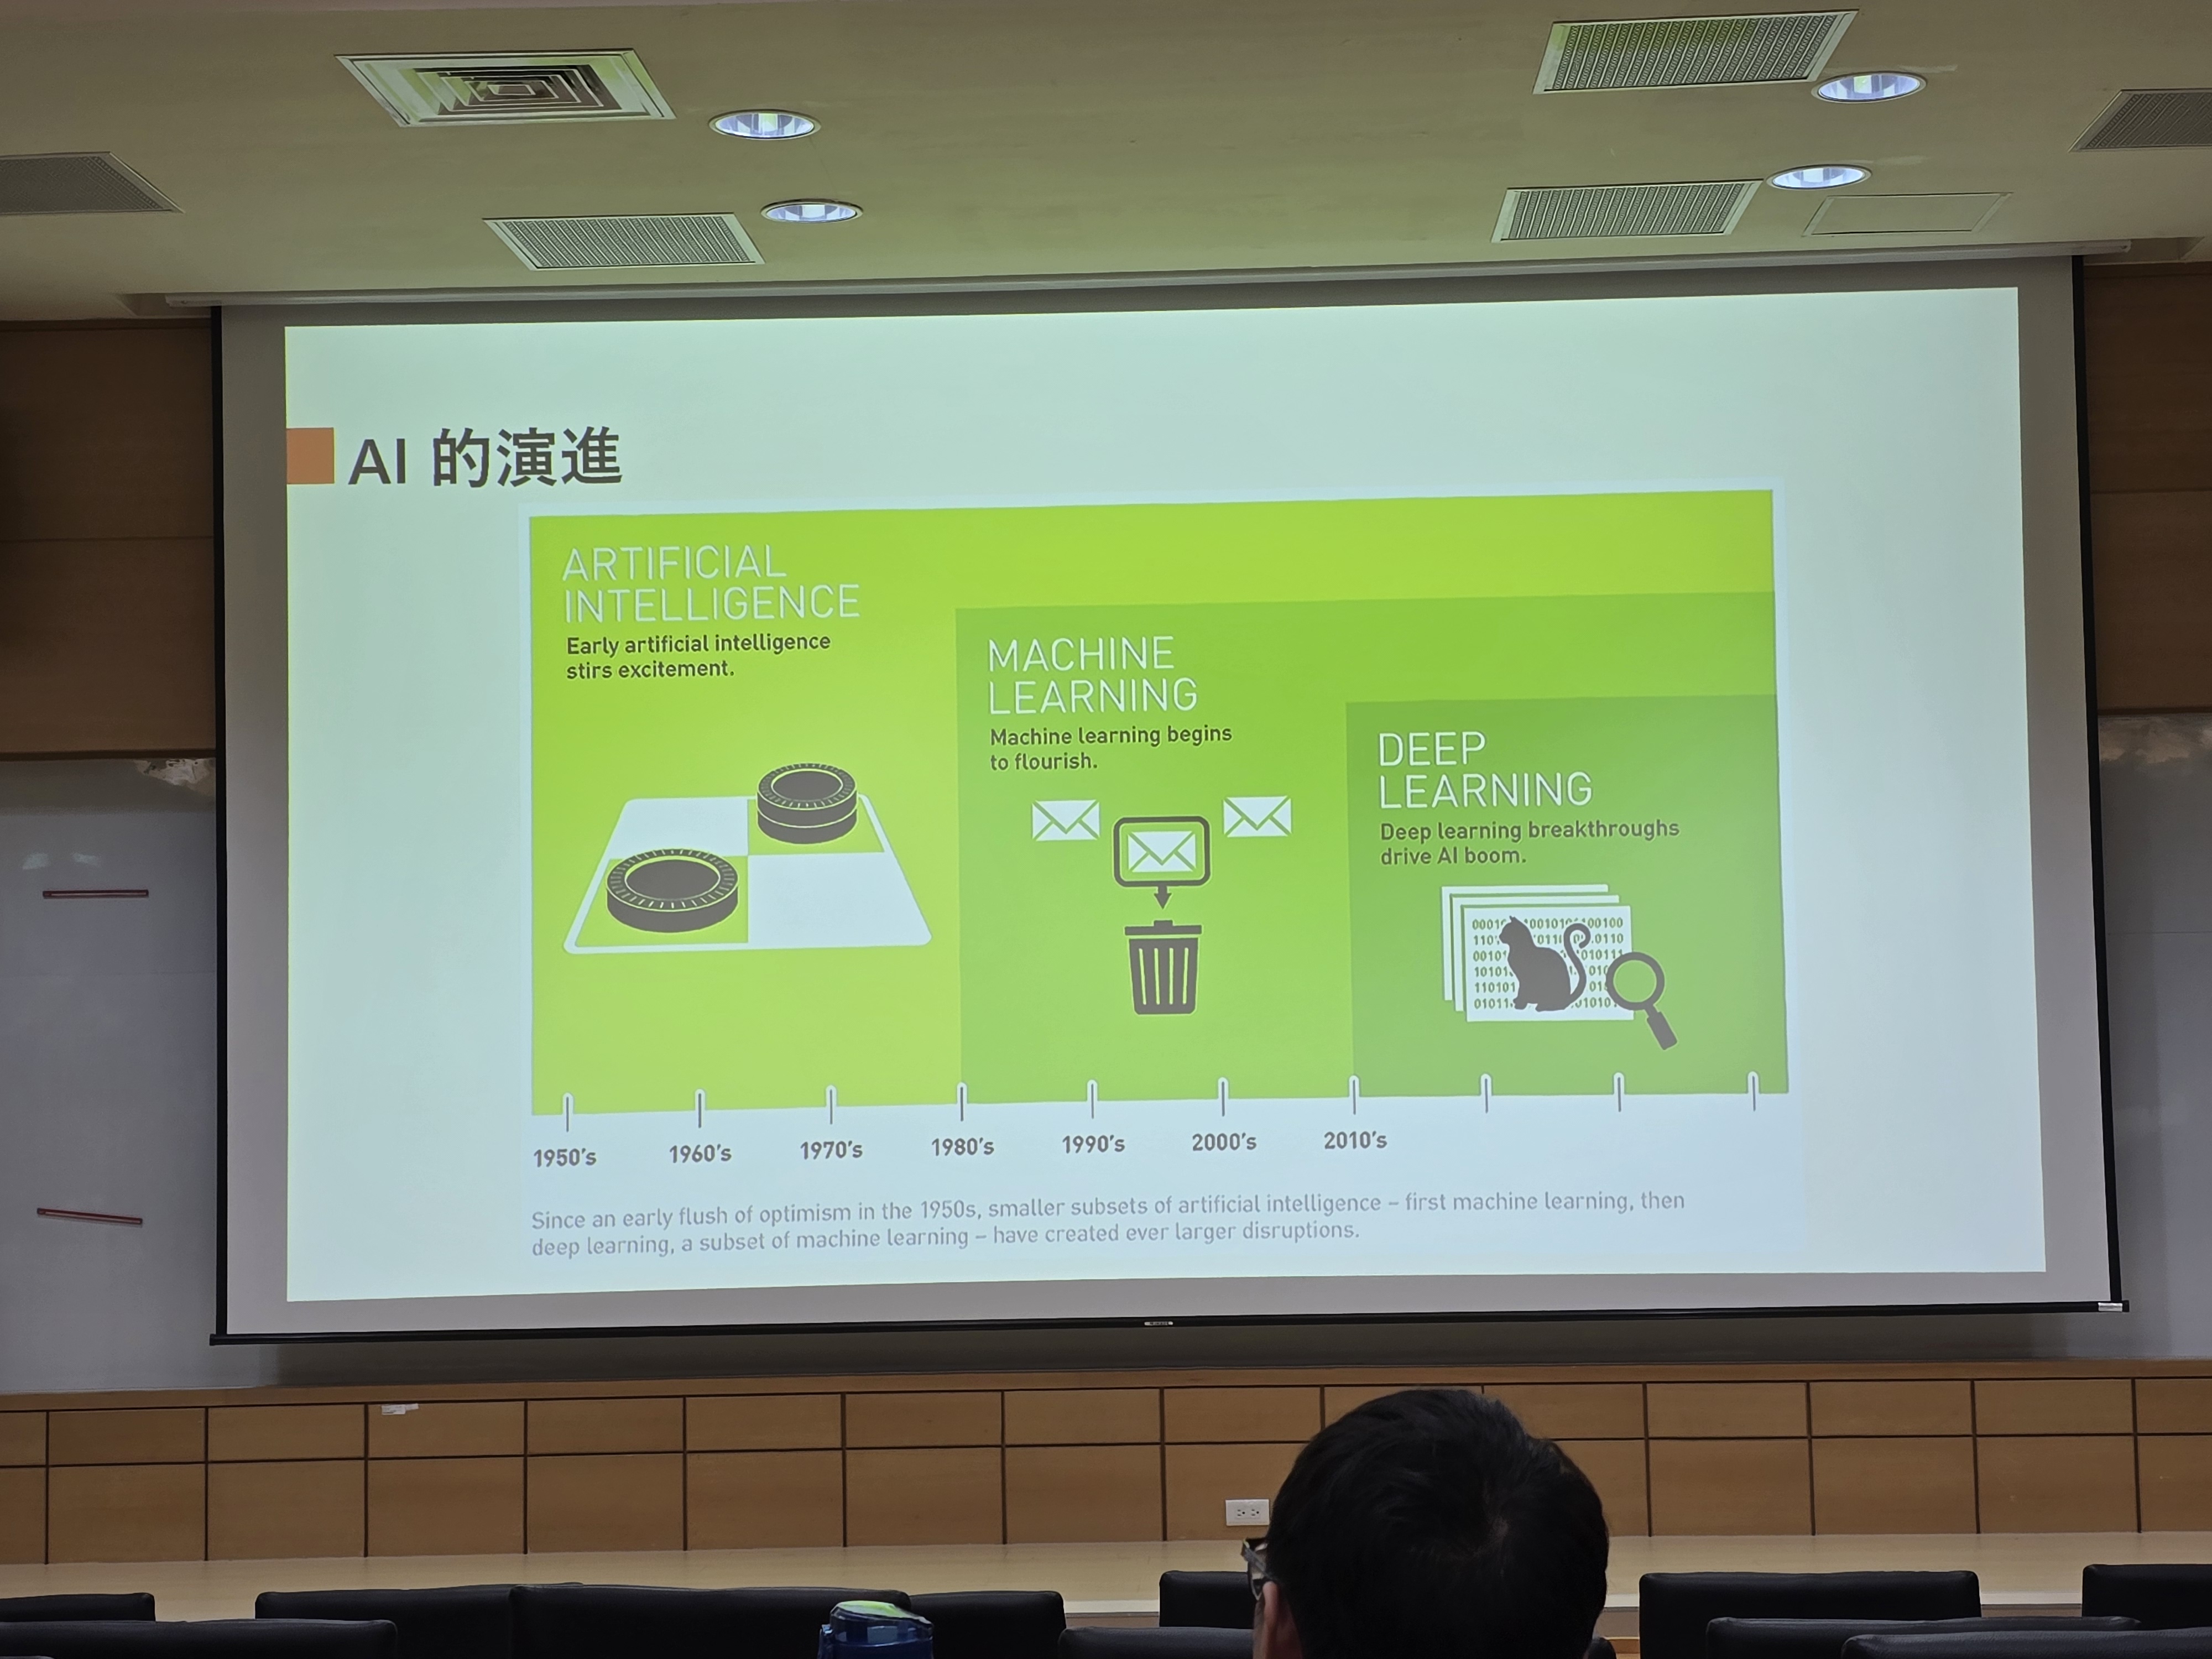 AI 的演進
ARTIFICIAL
INTELLIGENCE
Early artificial intelligence
stirs excitement.
MACHINE
LEARNING
Machine learning begins
to flourish.
DEEP
LEARNING
Deep learning breakthroughs
drive AI boom.
1950's
1960's
1970's
1980's
1990's
2000's
2010's
Since an early flush of optimism in the 1950s, smaller subsets of artificial intelligence – first machine learning, then
deep learning, a subset of machine learning – have created ever larger disruptions.